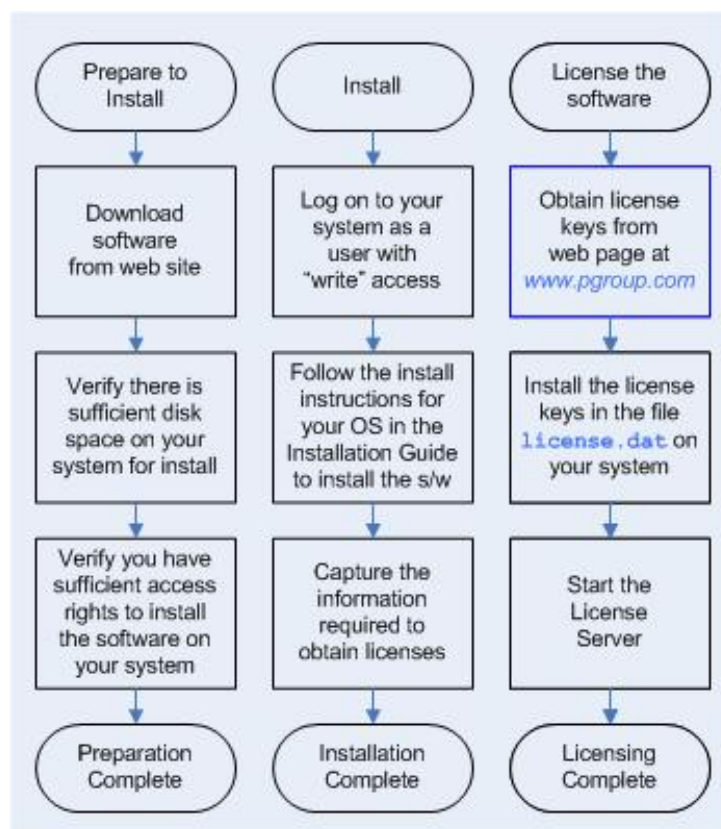 Prepare to
Install
Download
software
from web site
Verify there is
sufficient disk
space on your
system for install
Verify you have
sufficient access
rights to install
the software on
your system
Preparation
Complete
Install
Log on to your
system as a
user with
“write” access
Follow the install
instructions for
your OS in the
Installation Guide
to install the s/w
Capture the
information
required to
obtain licenses
Installation
Complete
License the
software
Obtain license
keys from
web page at
www.pgroup.com
Install the license
keys in the file
license.dat on
your system
Start the
License
Server
Licensing
Complete